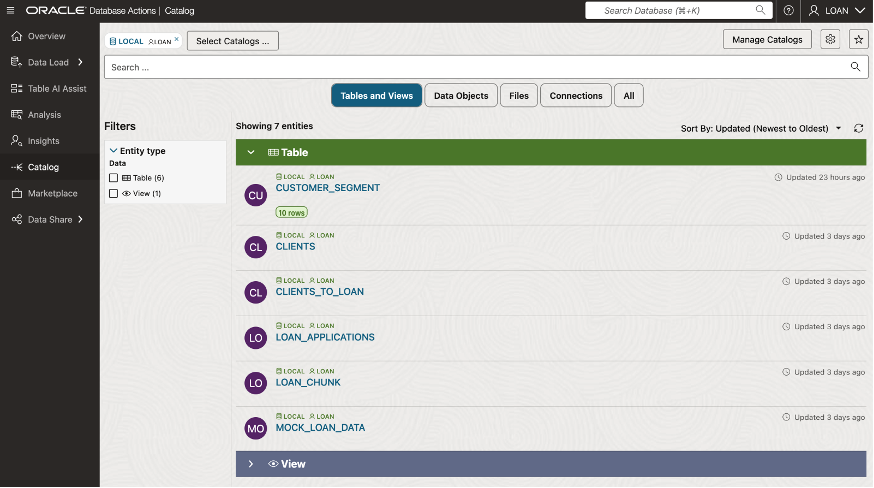 ORACLE Database Actions | Catalog
Search Database (⌘+K)
LOAN
Overview
Data Load
Table AI Assist
Analysis
Insights
Catalog
Marketplace
Data Share
LOCAL LOAN ×
Select Catalogs ...
Manage Catalogs
Search ...
Tables and Views
Data Objects
Files
Connections
All
Filters
Entity type
Data
Table (6)
View (1)
Showing 7 entities
Sort By: Updated (Newest to Oldest)
Table
CU
LOCAL LOAN
CUSTOMER_SEGMENT
10 rows
Updated 23 hours ago
CL
LOCAL LOAN
CLIENTS
Updated 3 days ago
CL
LOCAL LOAN
CLIENTS_TO_LOAN
Updated 3 days ago
LO
LOCAL LOAN
LOAN_APPLICATIONS
Updated 3 days ago
LO
LOCAL LOAN
LOAN_CHUNK
Updated 3 days ago
MO
LOCAL LOAN
MOCK_LOAN_DATA
Updated 3 days ago
View